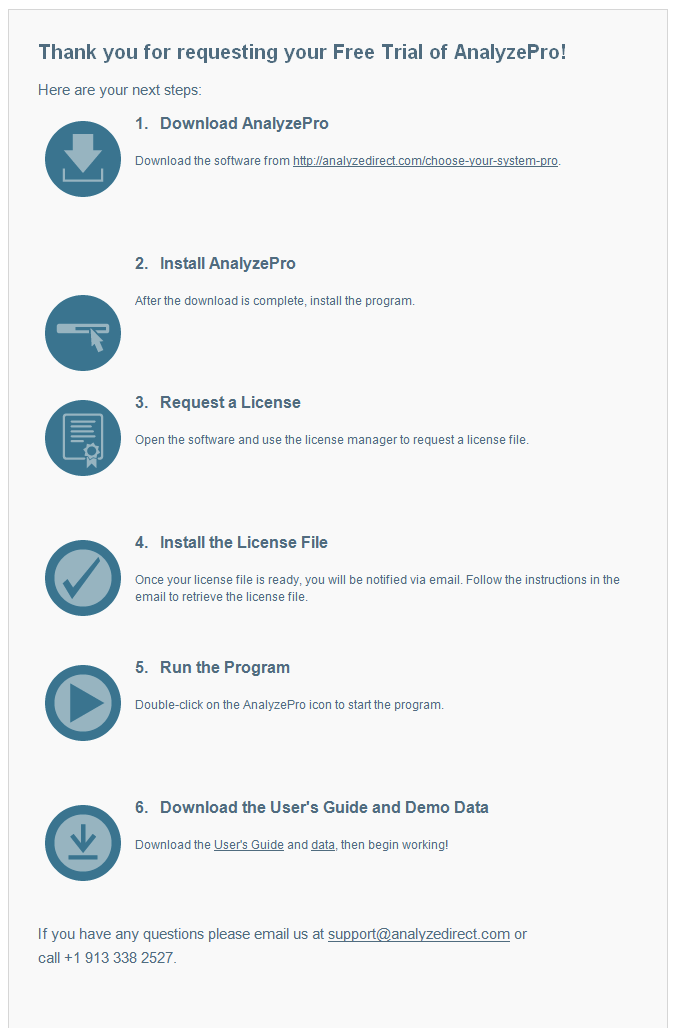 Thank you for requesting your Free Trial of AnalyzePro!
Here are your next steps:
1. Download AnalyzePro
Download the software from http://analyzedirect.com/choose-your-system-pro.
2. Install AnalyzePro
After the download is complete, install the program.
3. Request a License
Open the software and use the license manager to request a license file.
4. Install the License File
Once your license file is ready, you will be notified via email. Follow the instructions in the
email to retrieve the license file.
5. Run the Program
Double-click on the AnalyzePro icon to start the program.
6. Download the User's Guide and Demo Data
Download the User's Guide and data, then begin working!
If you have any questions please email us at support@analyzedirect.com or
call +1 913 338 2527.